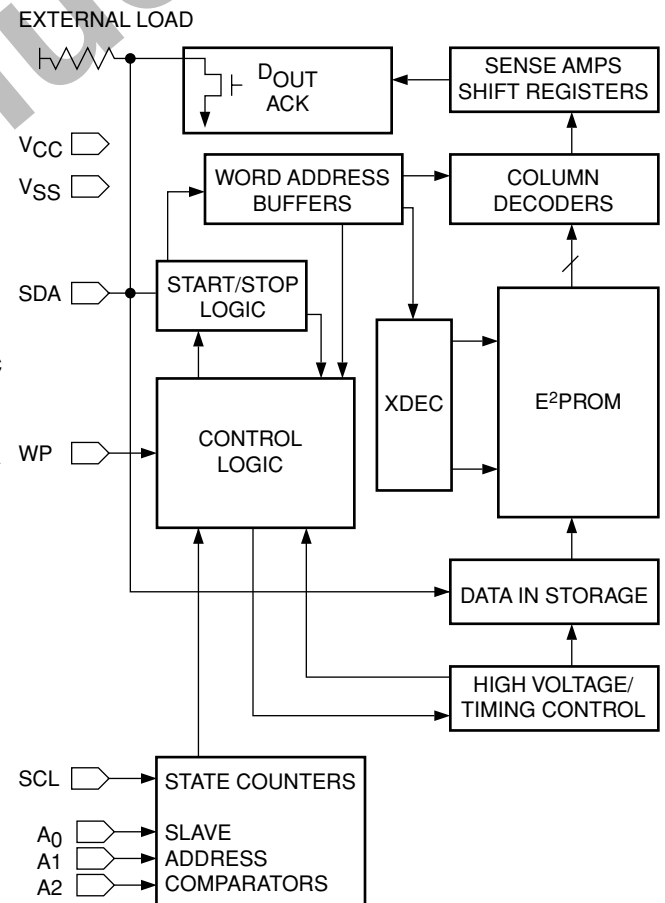 EXTERNAL LOAD
DOUT
ACK
SENSE AMPS
SHIFT REGISTERS
VCC
VSS
WORD ADDRESS
BUFFERS
COLUMN
DECODERS
SDA
START/STOP
LOGIC
XDEC
E2PROM
WP
CONTROL
LOGIC
DATA IN STORAGE
HIGH VOLTAGE/
TIMING CONTROL
SCL
STATE COUNTERS
A0
SLAVE
A1
ADDRESS
A2
COMPARATORS